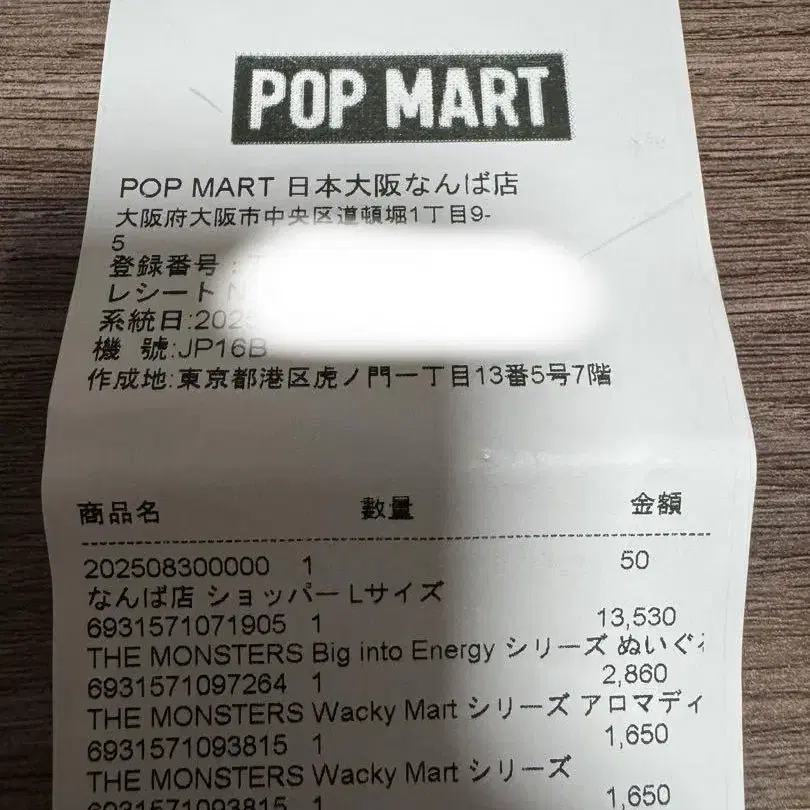 POP MART
POP MART 日本大阪なんば店
大阪府大阪市中央区道頓堀1丁目9-
5
登録番号:
レシート
系統日:2025
機 號:JP16B
作成地:東京都港区虎ノ門一丁目13番5号7階
商品名 數量 金額
202508300000 1 50
なんば店 ショッパー Lサイズ
6931571071905 1 13,530
THE MONSTERS Big into Energy シリーズ ぬいぐ
6931571097264 1 2,860
THE MONSTERS Wacky Mart シリーズ アロマディ
6931571093815 1 1,650
THE MONSTERS Wacky Mart シリーズ
6931571093815 1 1,650